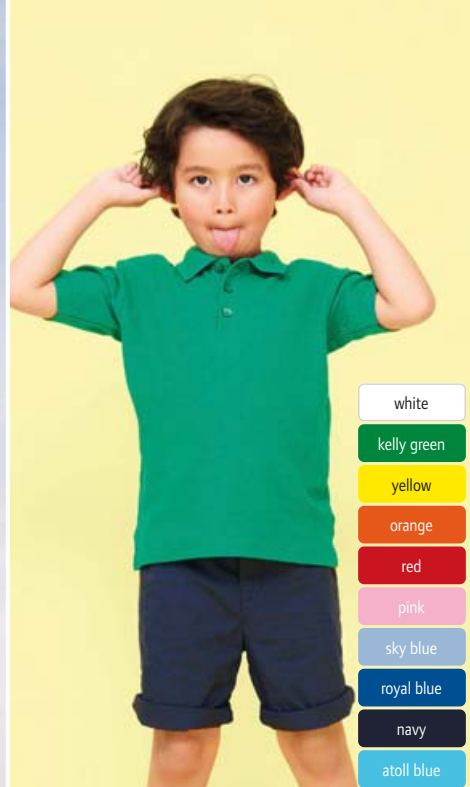 white
kelly green
yellow
orange
red
pink
sky blue
royal blue
navy
atoll blue